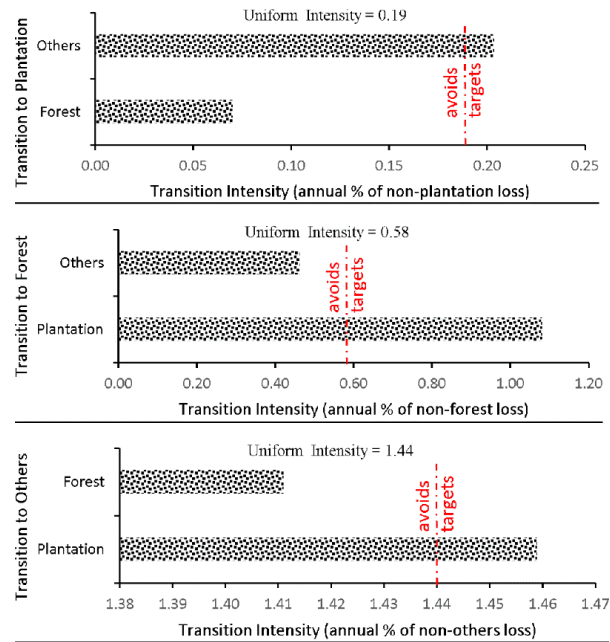 Uniform Intensity = 0.19
Transition to Plantation
Others
Forest
avoids
targets
0.00 0.05 0.10 0.15 0.20 0.25
Transition Intensity (annual % of non-plantation loss)
Uniform Intensity = 0.58
Transition to Forest
Others
Plantation
avoids
targets
0.00 0.20 0.40 0.60 0.80 1.00 1.20
Transition Intensity (annual % of non-forest loss)
Uniform Intensity = 1.44
Transition to Others
Forest
Plantation
avoids
targets
1.38 1.39 1.40 1.41 1.42 1.43 1.44 1.45 1.46 1.47
Transition Intensity (annual % of non-others loss)